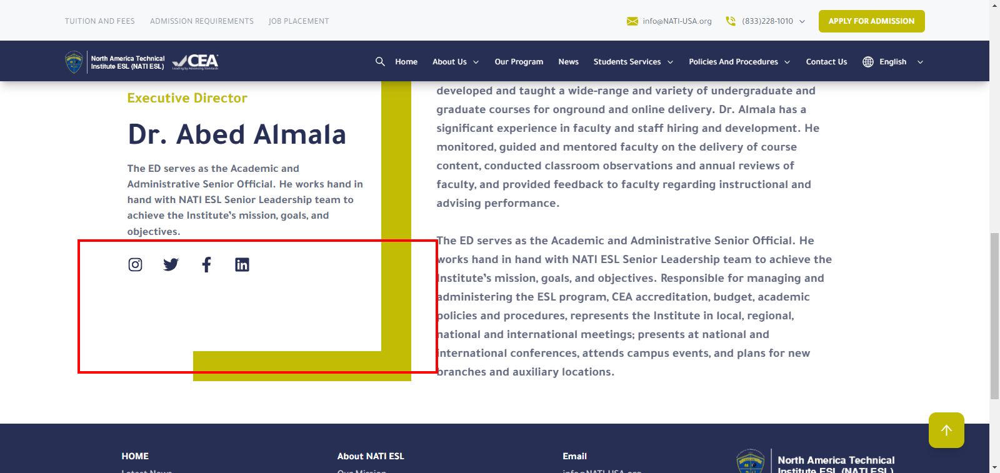 TUITION AND FEES ADMISSION REQUIREMENTS JOB PLACEMENT info@NATI-USA.org (833)228-1010 APPLY FOR ADMISSION
North America Technical
Institute ESL (NATI ESL)
CEA
Leading by Advancing Standards
Home About Us Our Program News Students Services Policies And Procedures Contact Us English
Executive Director
Dr. Abed Almala
The ED serves as the Academic and
Administrative Senior Official. He works hand in
hand with NATI ESL Senior Leadership team to
achieve the Institute’s mission, goals, and
objectives.
developed and taught a wide-range and variety of undergraduate and
graduate courses for onground and online delivery. Dr. Almala has a
significant experience in faculty and staff hiring and development. He
monitored, guided and mentored faculty on the delivery of course
content, conducted classroom observations and annual reviews of
faculty, and provided feedback to faculty regarding instructional and
advising performance.
The ED serves as the Academic and Administrative Senior Official. He
works hand in hand with NATI ESL Senior Leadership team to achieve the
Institute’s mission, goals, and objectives. Responsible for managing and
administering the ESL program, CEA accreditation, budget, academic
policies and procedures, represents the Institute in local, regional,
national and international meetings; presents at national and
international conferences, attends campus events, and plans for new
branches and auxiliary locations.
HOME
Latest News
About NATI ESL
Our Mission
Email
info@NATI-USA.org
North America Technical
Institute ESL (NATI ESL)